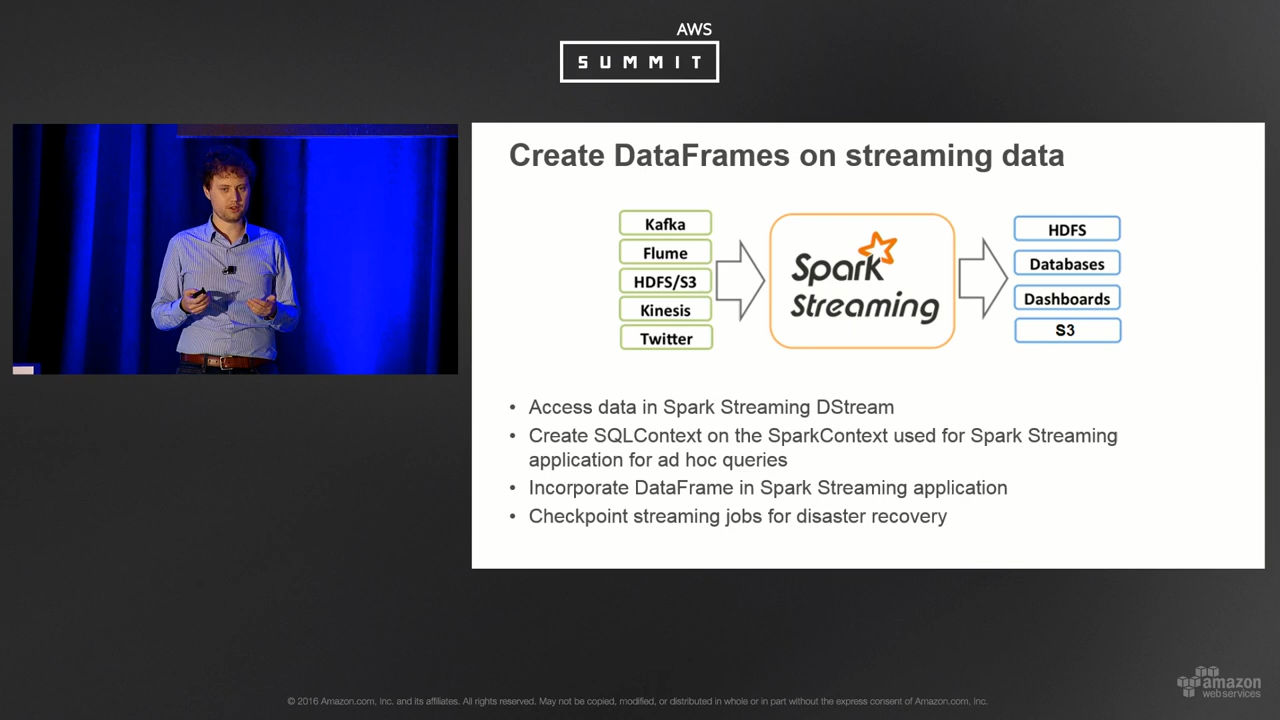 AWS
SUMMIT
Create DataFrames on streaming data
Kafka
Flume
HDFS/S3
Kinesis
Twitter
Spark
Streaming
HDFS
Databases
Dashboards
S3
• Access data in Spark Streaming DStream
• Create SQLContext on the SparkContext used for Spark Streaming
application for ad hoc queries
• Incorporate DataFrame in Spark Streaming application
• Checkpoint streaming jobs for disaster recovery
amazon
web services
© 2016 Amazon.com, Inc. and its affiliates. All rights reserved. May not be copied, modified, or distributed in whole or in part without the express consent of Amazon.com, Inc.